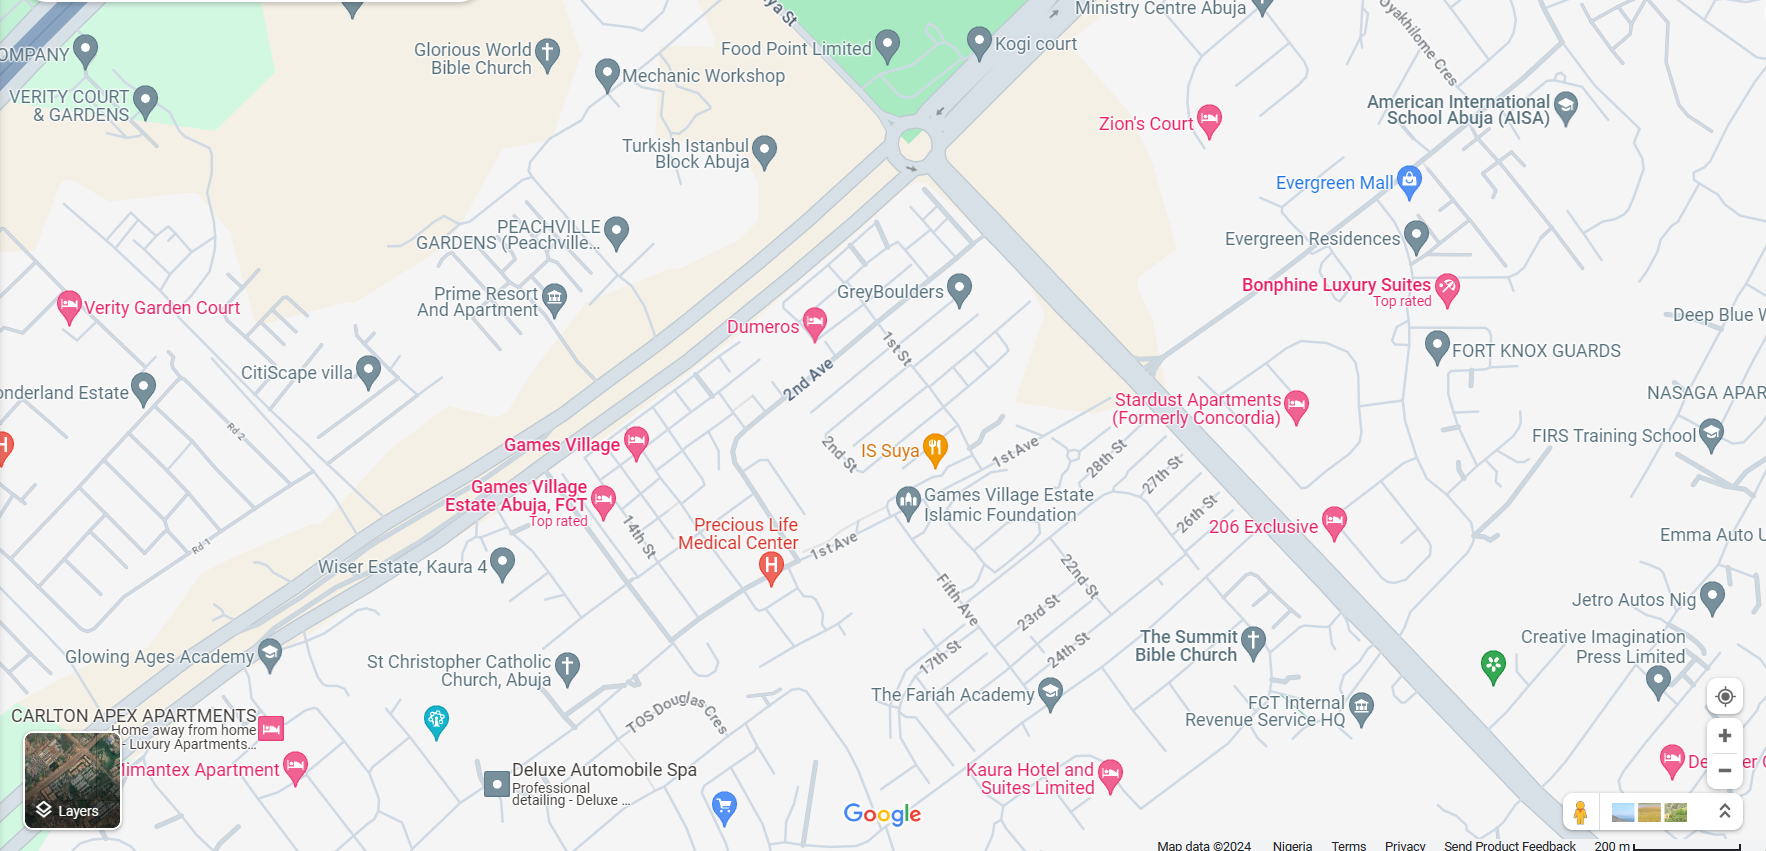 Ministry Centre Abuja
Oyakhilome Cres
Glorious World
Bible Church
Food Point Limited
Kogi court
Mechanic Workshop
VERITY COURT
& GARDENS
American International
School Abuja (AISA)
Zion's Court
Turkish Istanbul
Block Abuja
Evergreen Mall
PEACHVILLE
GARDENS (Peachville...
Evergreen Residences
Prime Resort
And Apartment
GreyBoulders
Bonphine Luxury Suites
Top rated
Verity Garden Court
Deep Blue
Dumeros
1st St
FORT KNOX GUARDS
CitiScape villa
2nd Ave
Estate
NASAGA
Stardust Apartments
(Formerly Concordia)
Rd 2
FIRS Training School
Games Village
2nd St
IS Suya
1st Ave
28th St
27th St
Games Village
Estate Abuja, FCT
Top rated
Games Village Estate
Islamic Foundation
26th St
206 Exclusive
14th St
Precious Life
Medical Center
H
1st Ave
Emma Auto
Rd 1
Wiser Estate, Kaura 4
Fifth Ave
22nd St
23rd St
Jetro Autos Nig
24th St
17th St
The Summit
Bible Church
Creative Imagination
Press Limited
Glowing Ages Academy
St Christopher Catholic
Church, Abuja
The Fariah Academy
FCT Internal
Revenue Service HQ
CARLTON APEX APARTMENTS
Home away from home
- Luxury Apartments...
TOS Douglas Cres
Apartment
Layers
Deluxe Automobile Spa
Professional
detailing - Deluxe ...
Kaura Hotel and
Suites Limited
Google
Map data ©2024 Nigeria Terms Privacy Send Product Feedback 200 m